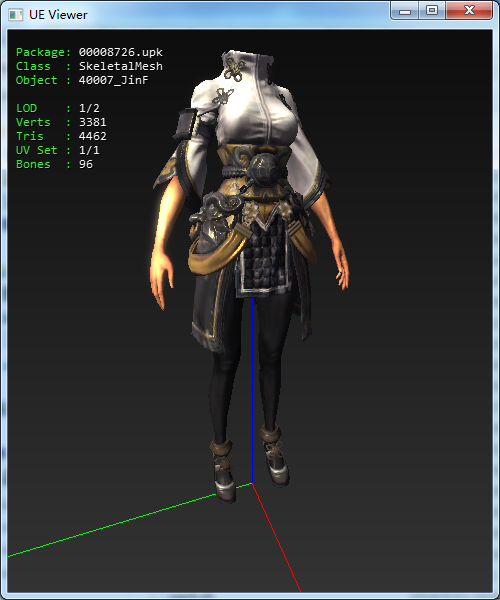 UE Viewer
Package: 00008726.upk
Class : SkeletalMesh
Object : 40007_JinF
LOD : 1/2
Verts : 3381
Tris : 4462
UV Set : 1/1
Bones : 96